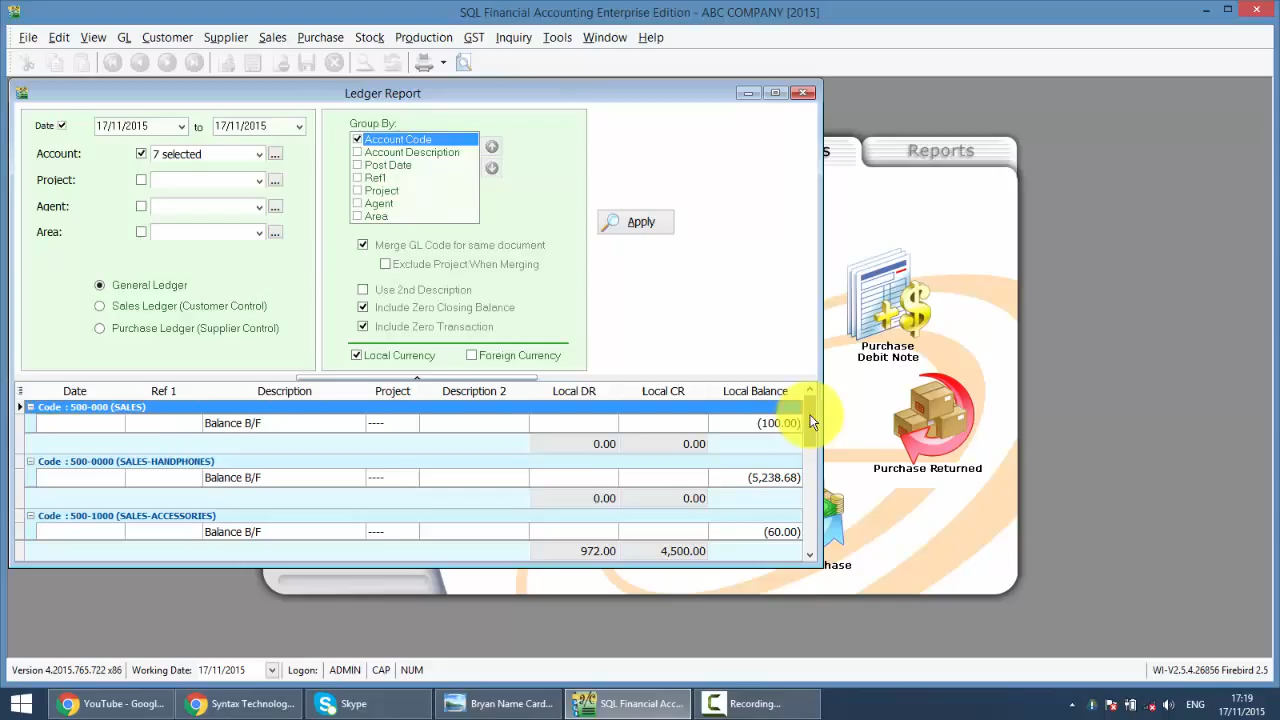 SQL Financial Accounting Enterprise Edition - ABC COMPANY [2015]
File Edit View GL Customer Supplier Sales Purchase Stock Production GST Inquiry Tools Window Help
Ledger Report
Date 17/11/2015 to 17/11/2015
Account: 7 selected ...
Project: ...
Agent: ...
Area: ...
General Ledger
Sales Ledger (Customer Control)
Purchase Ledger (Supplier Control)
Group By:
Account Code
Account Description
Post Date
Ref1
Project
Agent
Area
Merge GL Code for same document
Exclude Project When Merging
Use 2nd Description
Include Zero Closing Balance
Include Zero Transaction
Local Currency Foreign Currency
Apply
Date Ref 1 Description Project Description 2 Local DR Local CR Local Balance
Code : 500-000 (SALES)
Balance B/F ---- (100.00)
0.00 0.00
Code : 500-0000 (SALES-HANDPHONES)
Balance B/F ---- (5,238.68)
0.00 0.00
Code : 500-1000 (SALES-ACCESSORIES)
Balance B/F ---- (60.00)
972.00 4,500.00
s Reports
Purchase
Debit Note
Purchase Returned
hase
Version 4.2015.765.722 x86 Working Date: 17/11/2015 Logon: ADMIN CAP NUM WI-V2.5.4.26856 Firebird 2.5
YouTube - Googl... Syntax Technolog... Skype Bryan Name Card... SQL Financial Acc... Recording... ENG 17:19
17/11/2015